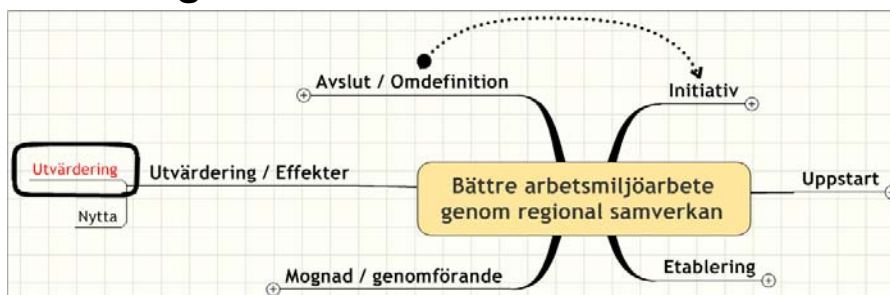 Avslut / Omdefinition
Initiativ
Utvärdering
Utvärdering / Effekter
Bättre arbetsmiljöarbete
genom regional samverkan
Uppstart
Nytta
Mognad / genomförande
Etablering